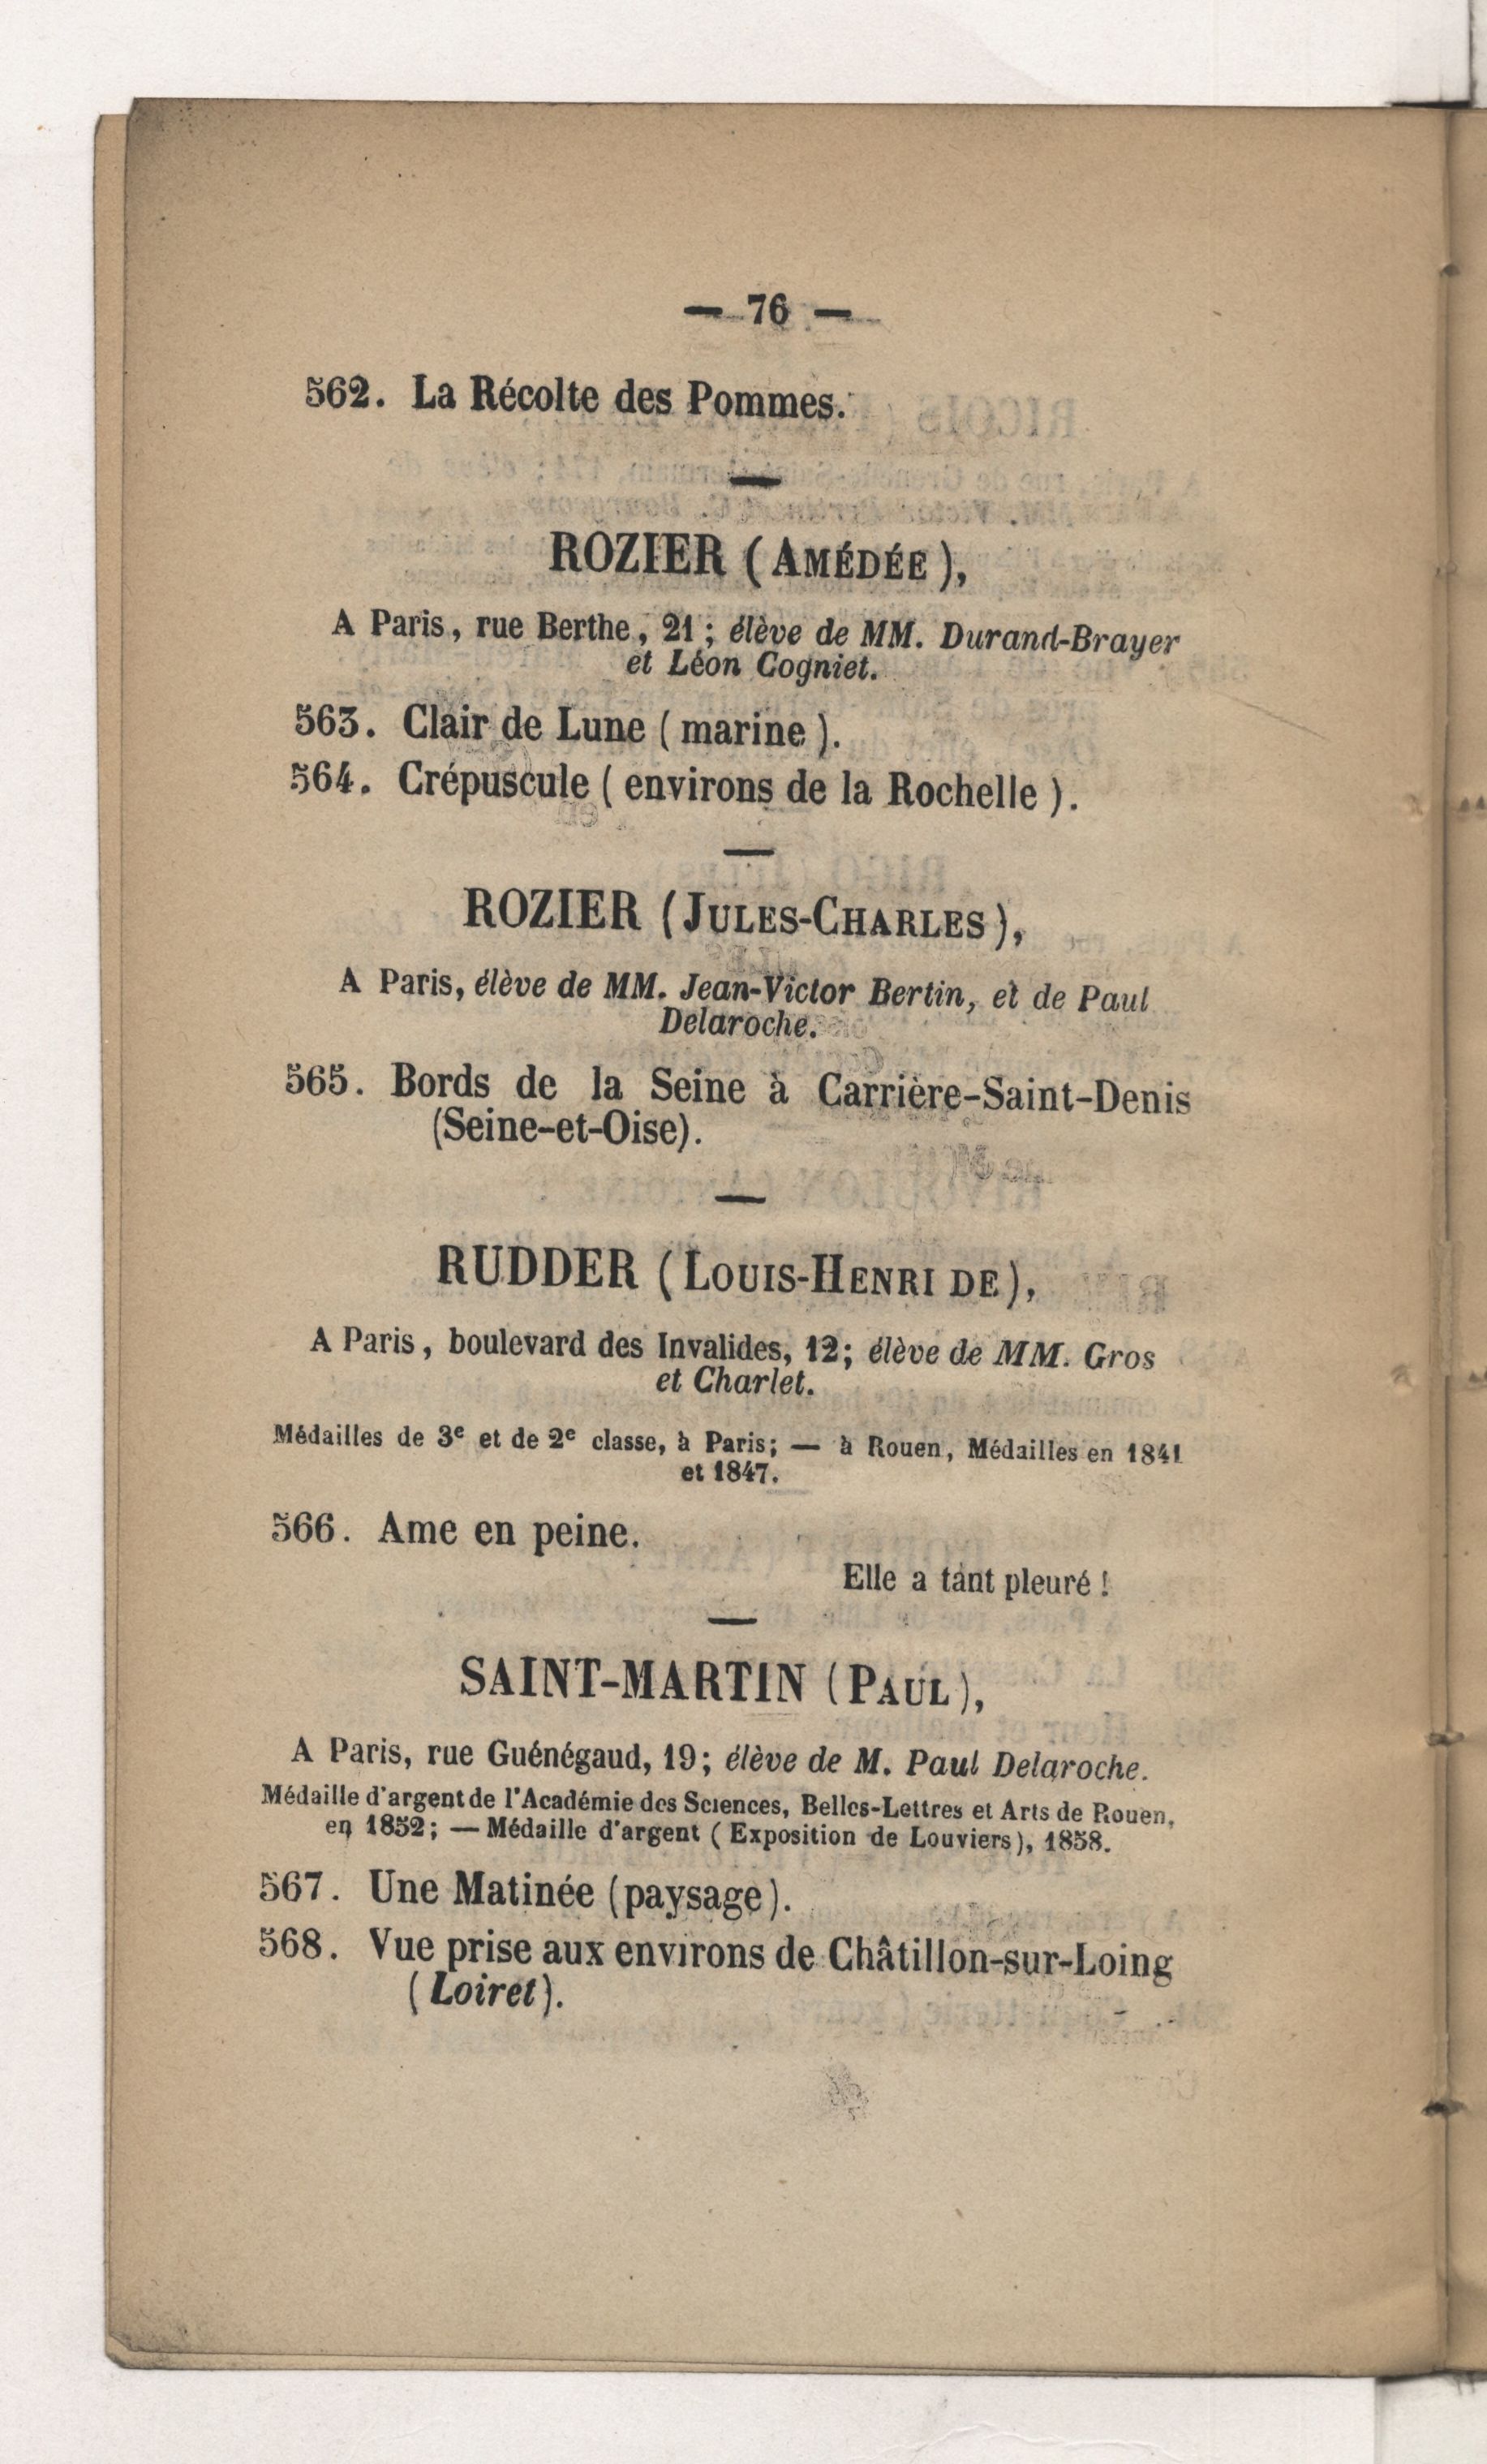 — 76 —
562. La Récolte des Pommes.
ROZIER (AMÉDÉE),
A Paris, rue Berthe, 21; élève de MM. Durand-Brayer
et Léon Cogniet.
563. Clair de Lune (marine).
564. Crépuscule (environs de la Rochelle).
ROZIER (JULES-CHARLES),
A Paris, élève de MM. Jean-Victor Bertin, et de Paul
Delaroche.
565. Bords de la Seine à Carrière-Saint-Denis
(Seine-et-Oise).
RUDDER (LOUIS-HENRI DE),
A Paris, boulevard des Invalides, 12; élève de MM. Gros
et Charlet.
Médailles de 3e et de 2e classe, à Paris; — à Rouen, Médailles en 1841
et 1847.
566. Ame en peine.
Elle a tant pleuré !
SAINT-MARTIN (PAUL),
A Paris, rue Guénégaud, 19; élève de M. Paul Delaroche.
Médaille d'argent de l'Académie des Sciences, Belles-Lettres et Arts de Rouen,
en 1852; — Médaille d'argent (Exposition de Louviers), 1858.
567. Une Matinée (paysage).
568. Vue prise aux environs de Châtillon-sur-Loing
(Loiret).